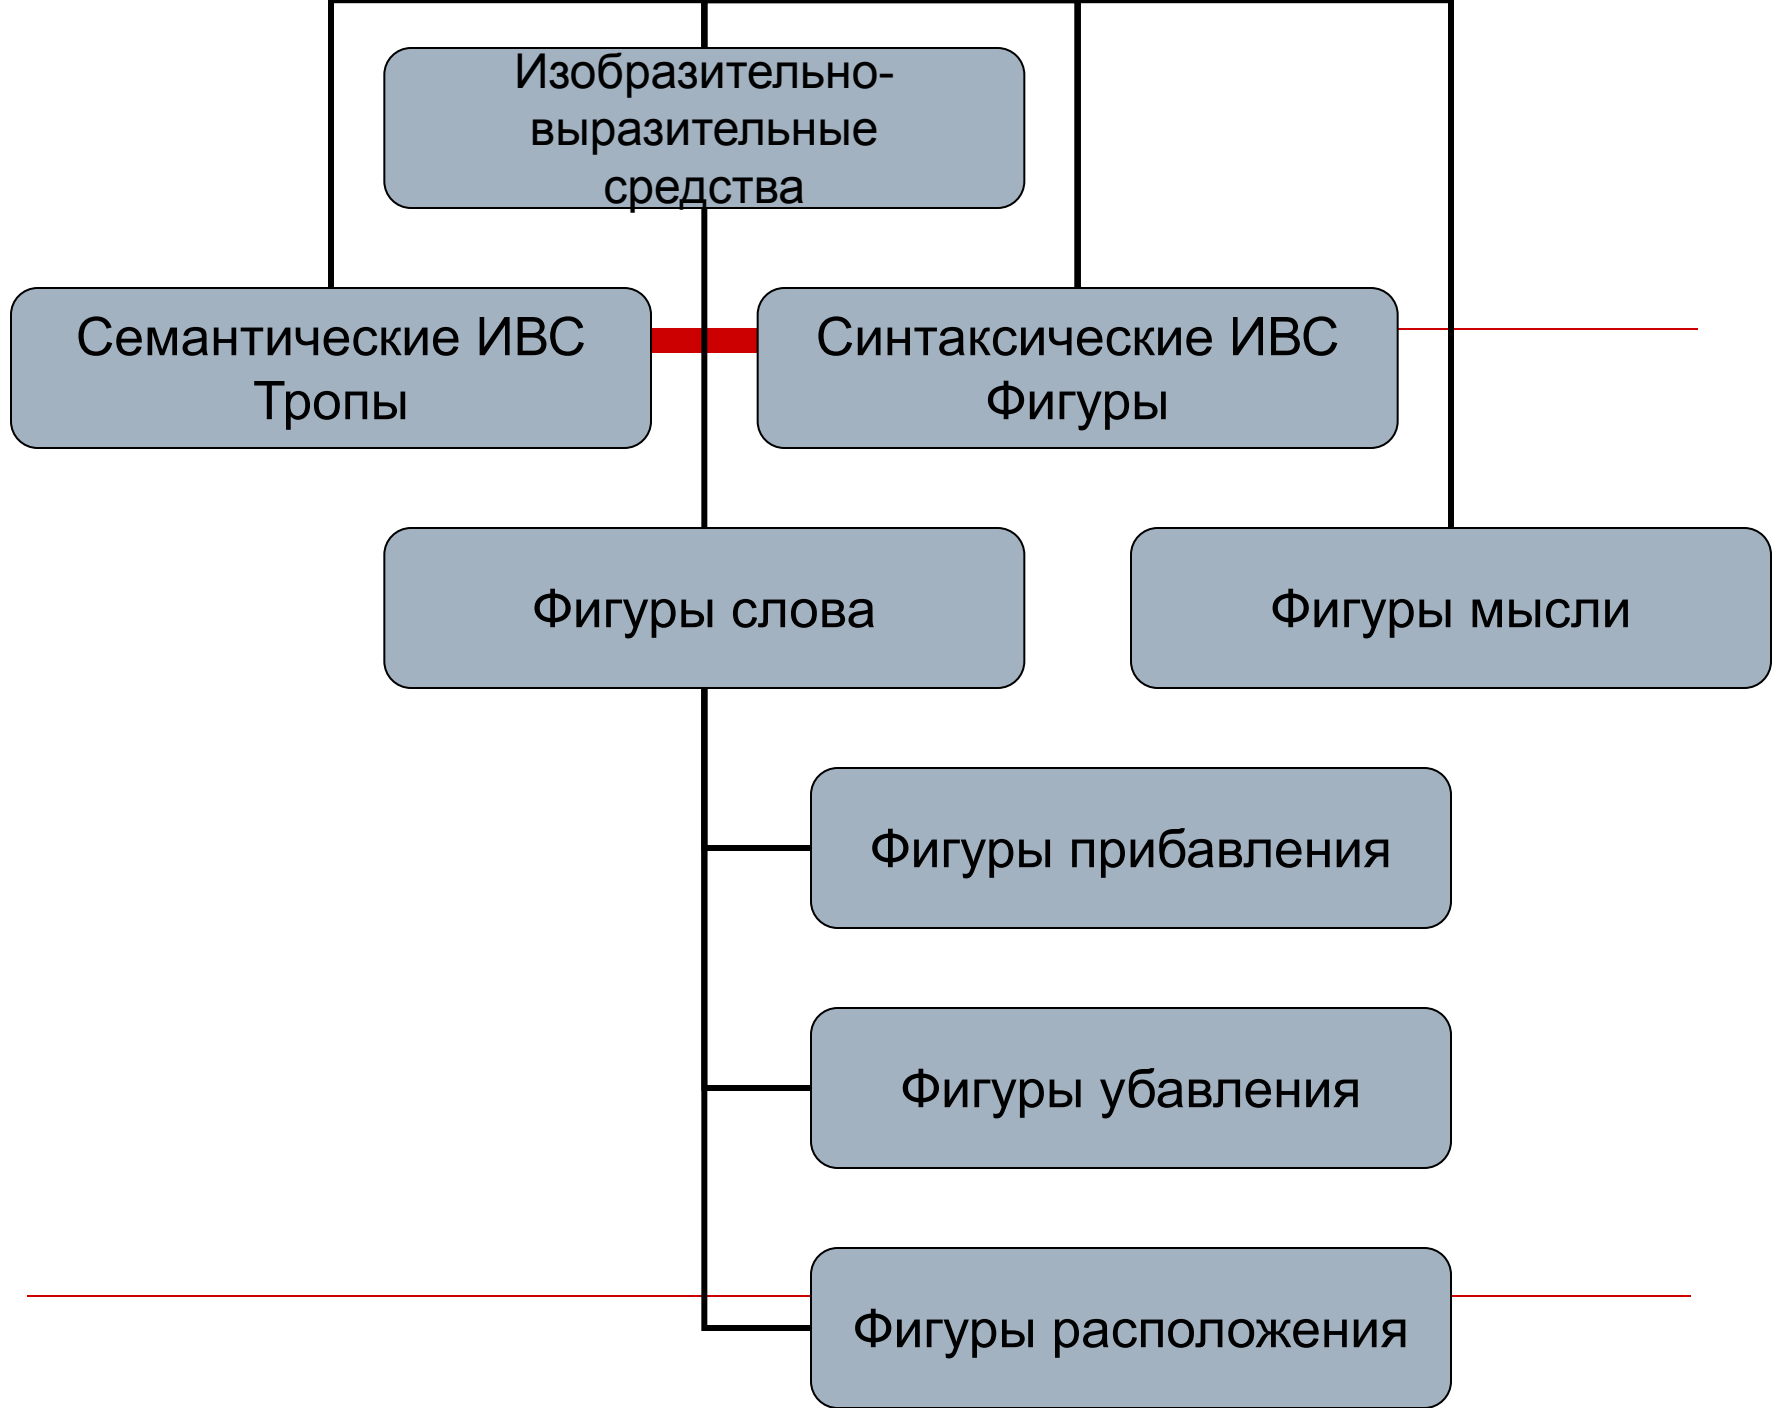 Изобразительно-
выразительные
средства
Семантические ИВС
Тропы
Синтаксические ИВС
Фигуры
Фигуры слова
Фигуры мысли
Фигуры прибавления
Фигуры убавления
Фигуры расположения